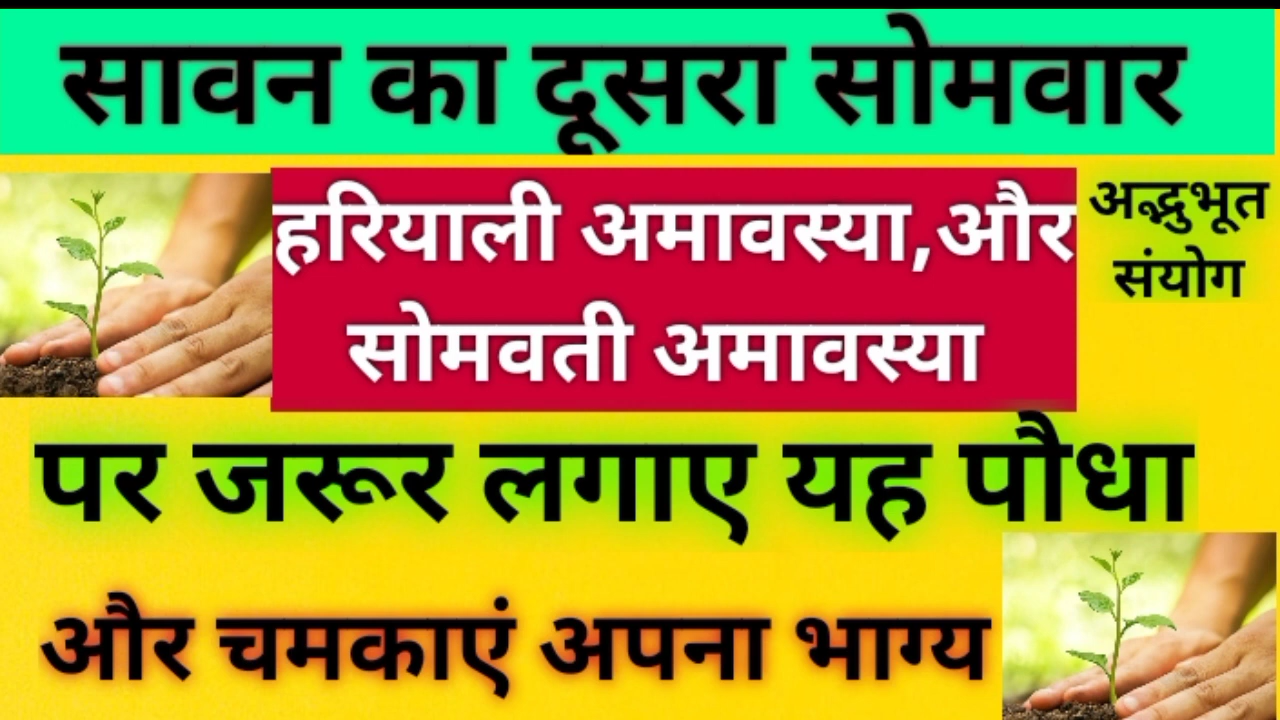 सावन का दूसरा सोमवार
हरियाली अमावस्या,और
सोमवती अमावस्या
अद्भुभूत
संयोग
पर जरूर लगाए यह पौधा
और चमकाएं अपना भाग्य